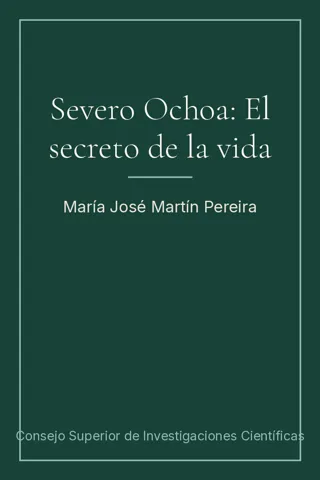 Severo Ochoa: El
secreto de la vida
María José Martín Pereira
Consejo Superior de Investigaciones Científicas